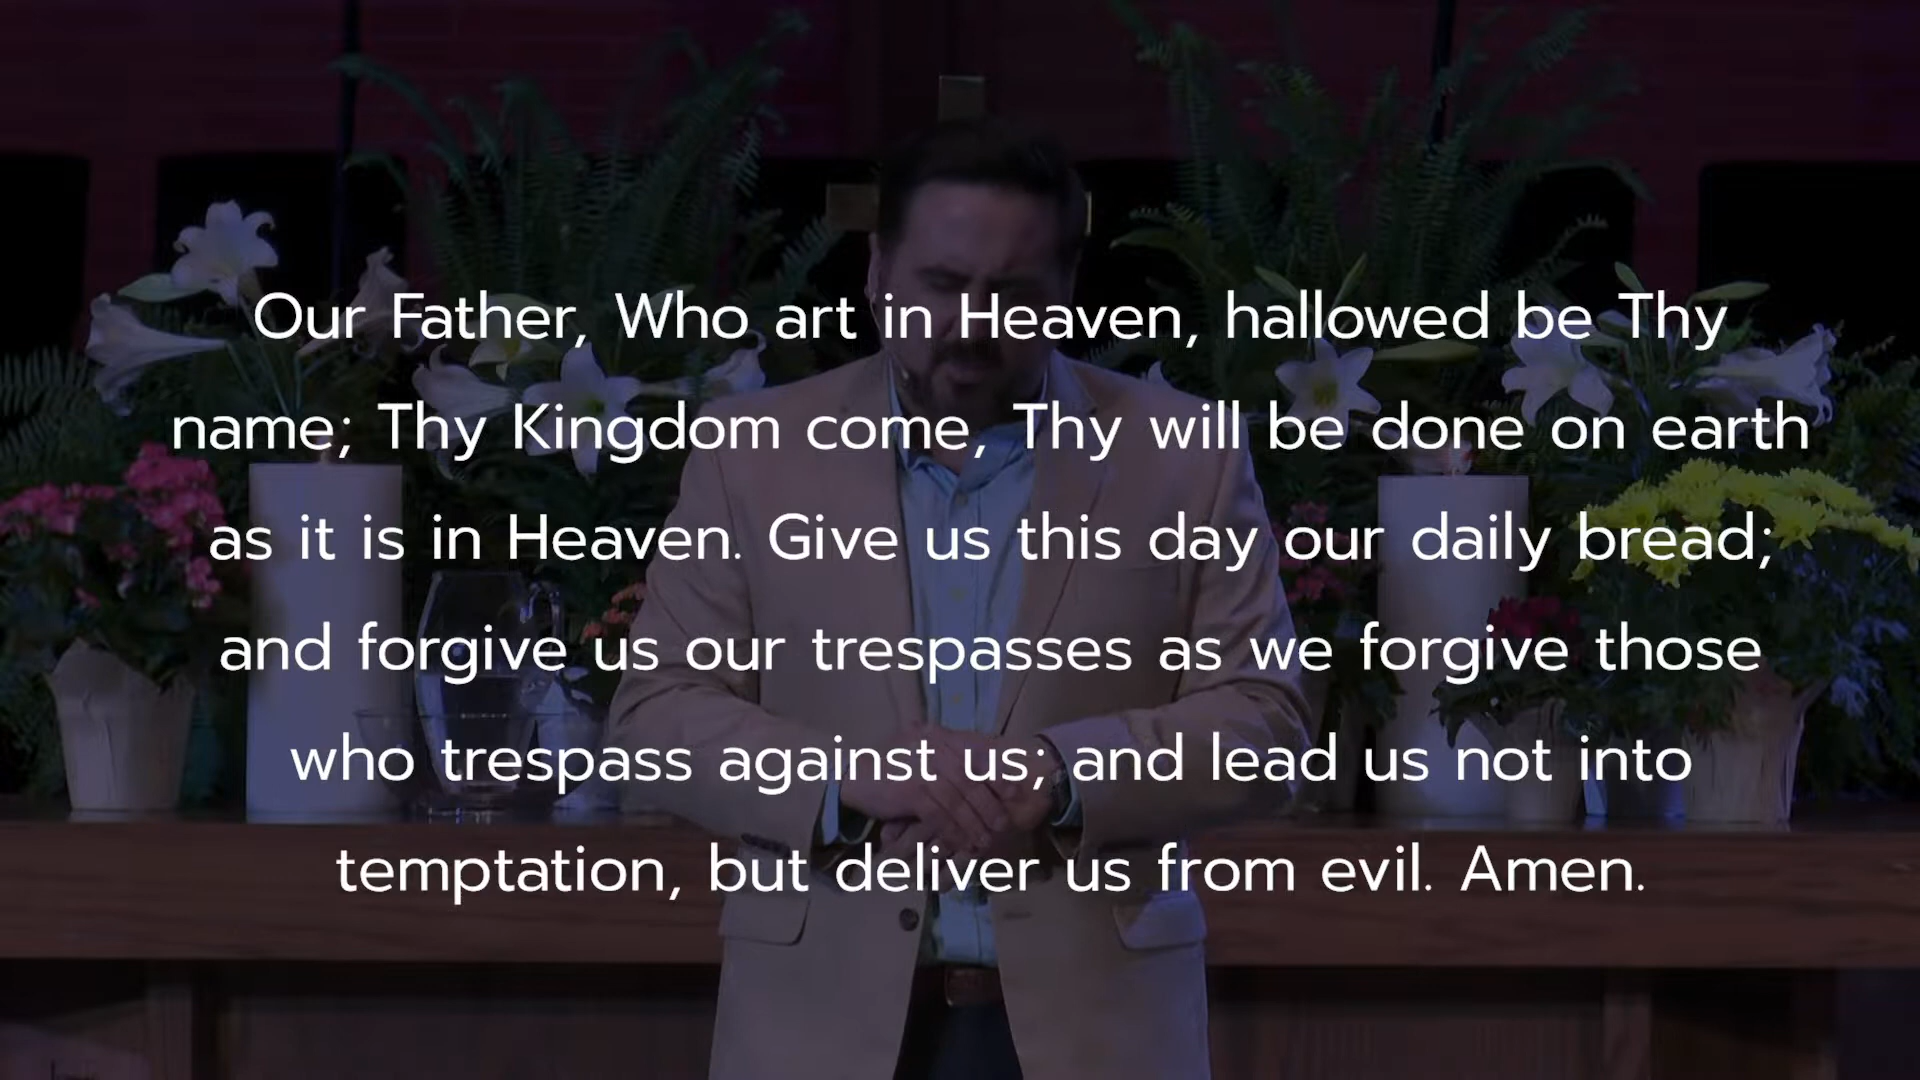 Our Father, Who art in Heaven, hallowed be Thy
name; Thy Kingdom come, Thy will be done on earth
as it is in Heaven. Give us this day our daily bread;
and forgive us our trespasses as we forgive those
who trespass against us; and lead us not into
temptation, but deliver us from evil. Amen.